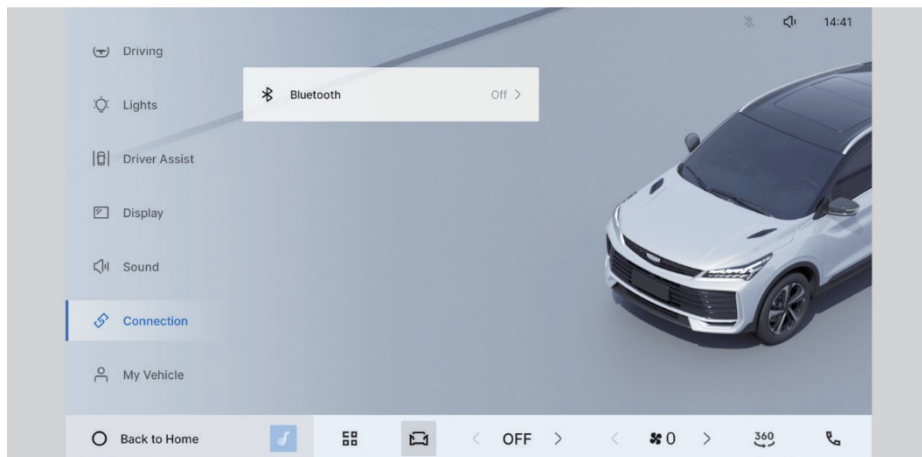 14:41
Driving
Bluetooth Off >
Lights
Driver Assist
Display
Sound
Connection
My Vehicle
Back to Home < OFF > < 0 > 360